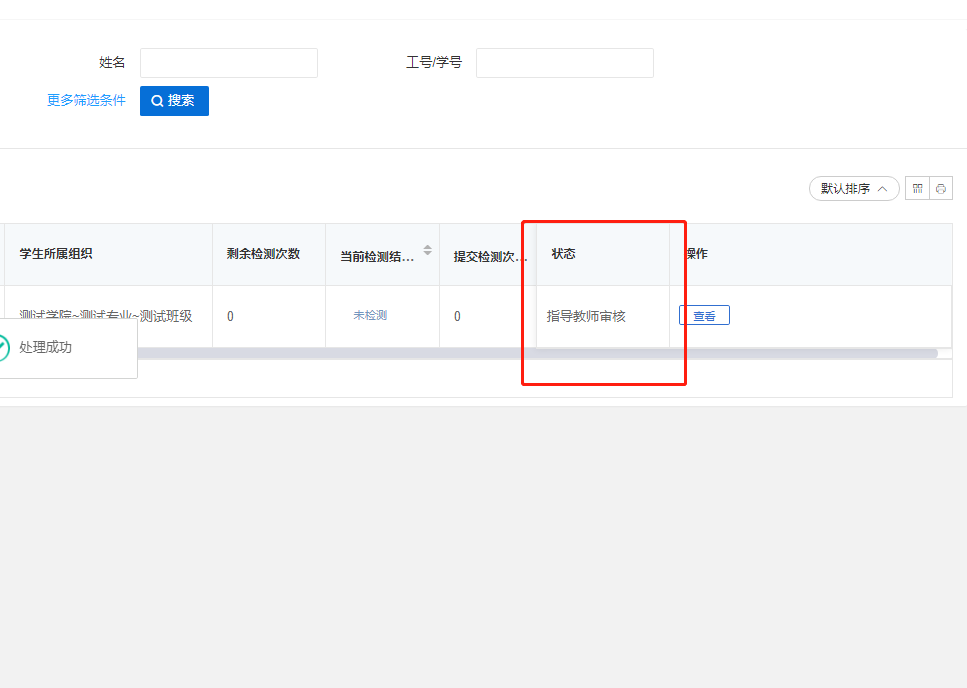 姓名
工号/学号
更多筛选条件
搜索
默认排序
学生所属组织
剩余检测次数
当前检测结...
提交检测次...
状态
操作
测试学院~测试专业~测试班级
0
未检测
0
指导教师审核
查看
处理成功